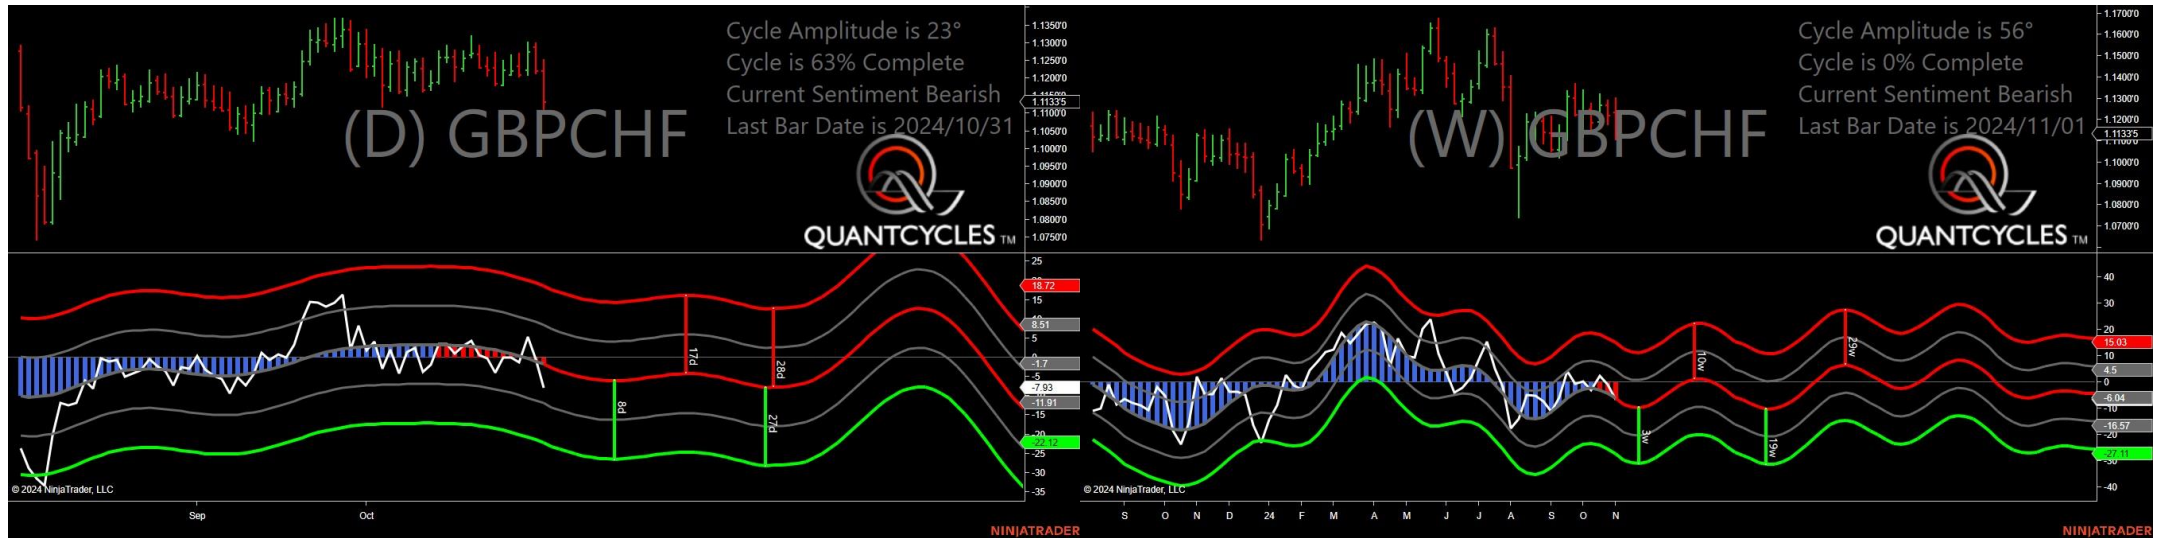 Cycle Amplitude is 23°
Cycle is 63% Complete
Current Sentiment Bearish
Last Bar Date is 2024/10/31
(D) GBPCHF
QUANTCYCLES TM
1.1350'0
1.1300'0
1.1250'0
1.1200'0
1.1133'5
1.1050'0
1.1000'0
1.0950'0
1.0900'0
1.0850'0
1.0800'0
1.0750'0
25
18.72
15
8.51
5
-1.7
-5
-7.93
-11.91
-15
-22.12
-25
-30
-35
17d
28d
8d
27d
© 2024 NinjaTrader, LLC
Sep
Oct
NINJATRADER
Cycle Amplitude is 56°
Cycle is 0% Complete
Current Sentiment Bearish
Last Bar Date is 2024/11/01
(W) GBPCHF
QUANTCYCLES TM
1.1700'0
1.1600'0
1.1500'0
1.1400'0
1.1300'0
1.1200'0
1.1133'5
1.1000'0
1.0900'0
1.0800'0
1.0700'0
40
30
20
15.03
10
4.5
0
-6.04
-10
-16.57
-20
-27.11
-40
10w
29w
3w
19w
© 2024 NinjaTrader, LLC
S O N D 24 F M A M J J A S O N
NINJATRADER